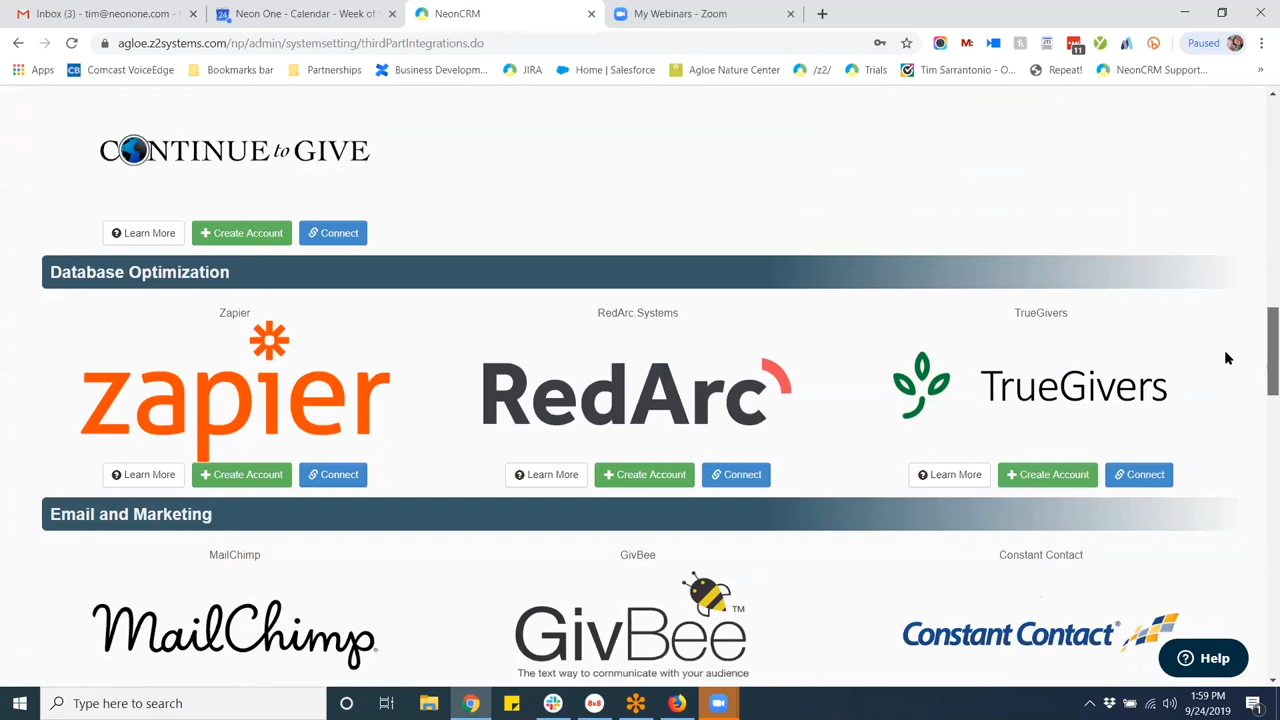 Inbox (3) - tim@neonone.com -
Neon One - Calendar - Week of
NeonCRM
My Webinars - Zoom
agloe.z2systems.com/np/admin/systemsetting/thirdPartIntegrations.do
11
Paused
Apps
Comcast VoiceEdge
Bookmarks bar
Partnerships
Business Developm...
JIRA
Home | Salesforce
Agloe Nature Center
/z2/
Trials
Tim Sarrantonio - O...
Repeat!
NeonCRM Support...
»
CONTINUE to GIVE
Learn More
Create Account
Connect
Database Optimization
Zapier
RedArc Systems
TrueGivers
zapier
RedArc
TrueGivers
Learn More
Create Account
Connect
Learn More
Create Account
Connect
Learn More
Create Account
Connect
Email and Marketing
MailChimp
GivBee
Constant Contact
MailChimp
GivBee™
The text way to communicate with your audience
Constant Contact®
Help
Type here to search
8x8
1:59 PM
9/24/2019